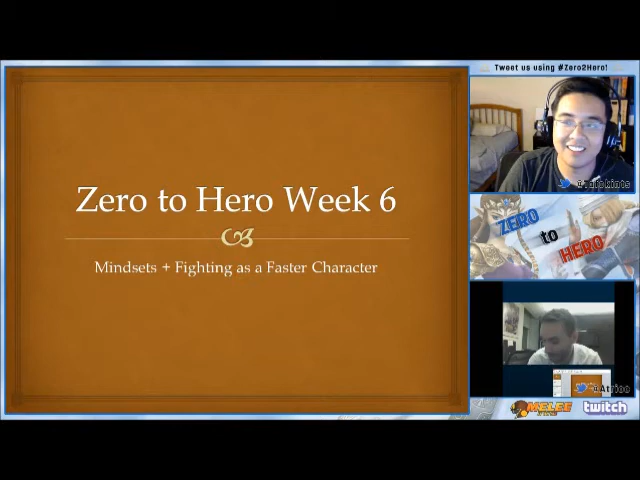 Tweet us using #Zero2Hero!
Zero to Hero Week 6
Mindsets + Fighting as a Faster Character
ZERO
to
HERO
@Atrioc
MELEE
twitch